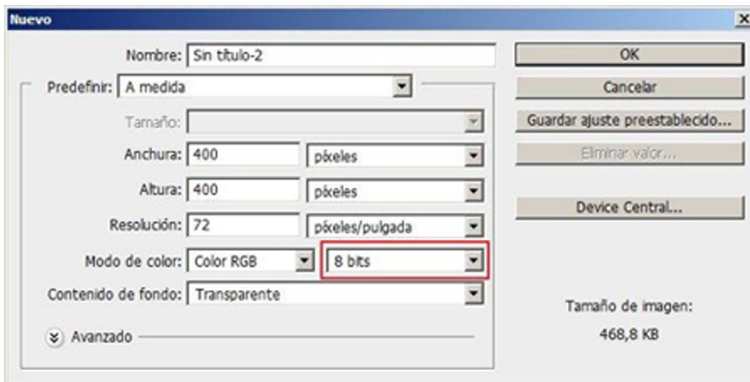 Nuevo
Nombre: Sin título-2
OK
Predefinir: A medida
Cancelar
Tamaño:
Guardar ajuste preestablecido...
Anchura: 400 píxeles
Eliminar valor...
Altura: 400 píxeles
Device Central...
Resolución: 72 píxeles/pulgada
Modo de color: Color RGB 8 bits
Contenido de fondo: Transparente
Tamaño de imagen:
Avanzado
468,8 KB